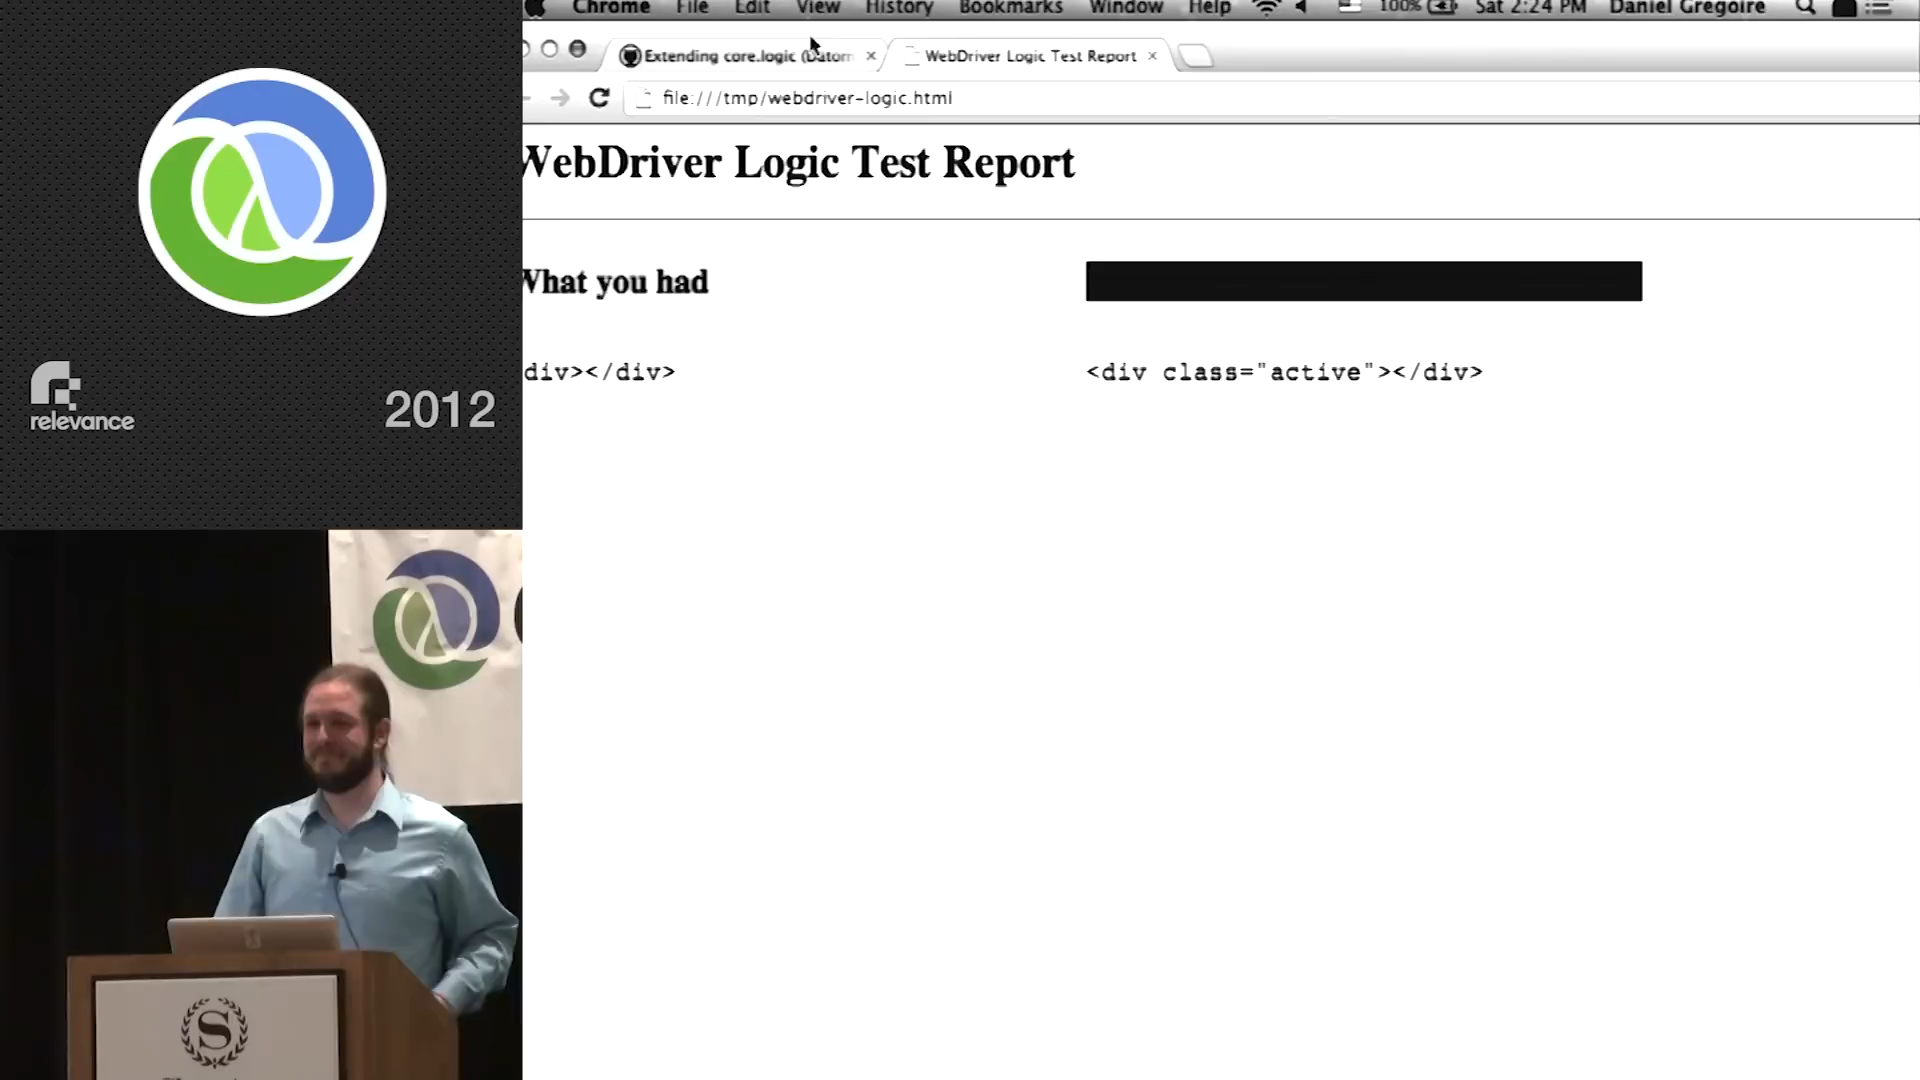 Chrome File Edit View History Bookmarks Window Help 100% Sat 2:24 PM Daniel Gregoire
Extending core.logic (Datom
WebDriver Logic Test Report
file:///tmp/webdriver-logic.html
WebDriver Logic Test Report
What you had
div></div>
<div class="active"></div>
relevance
2012
S